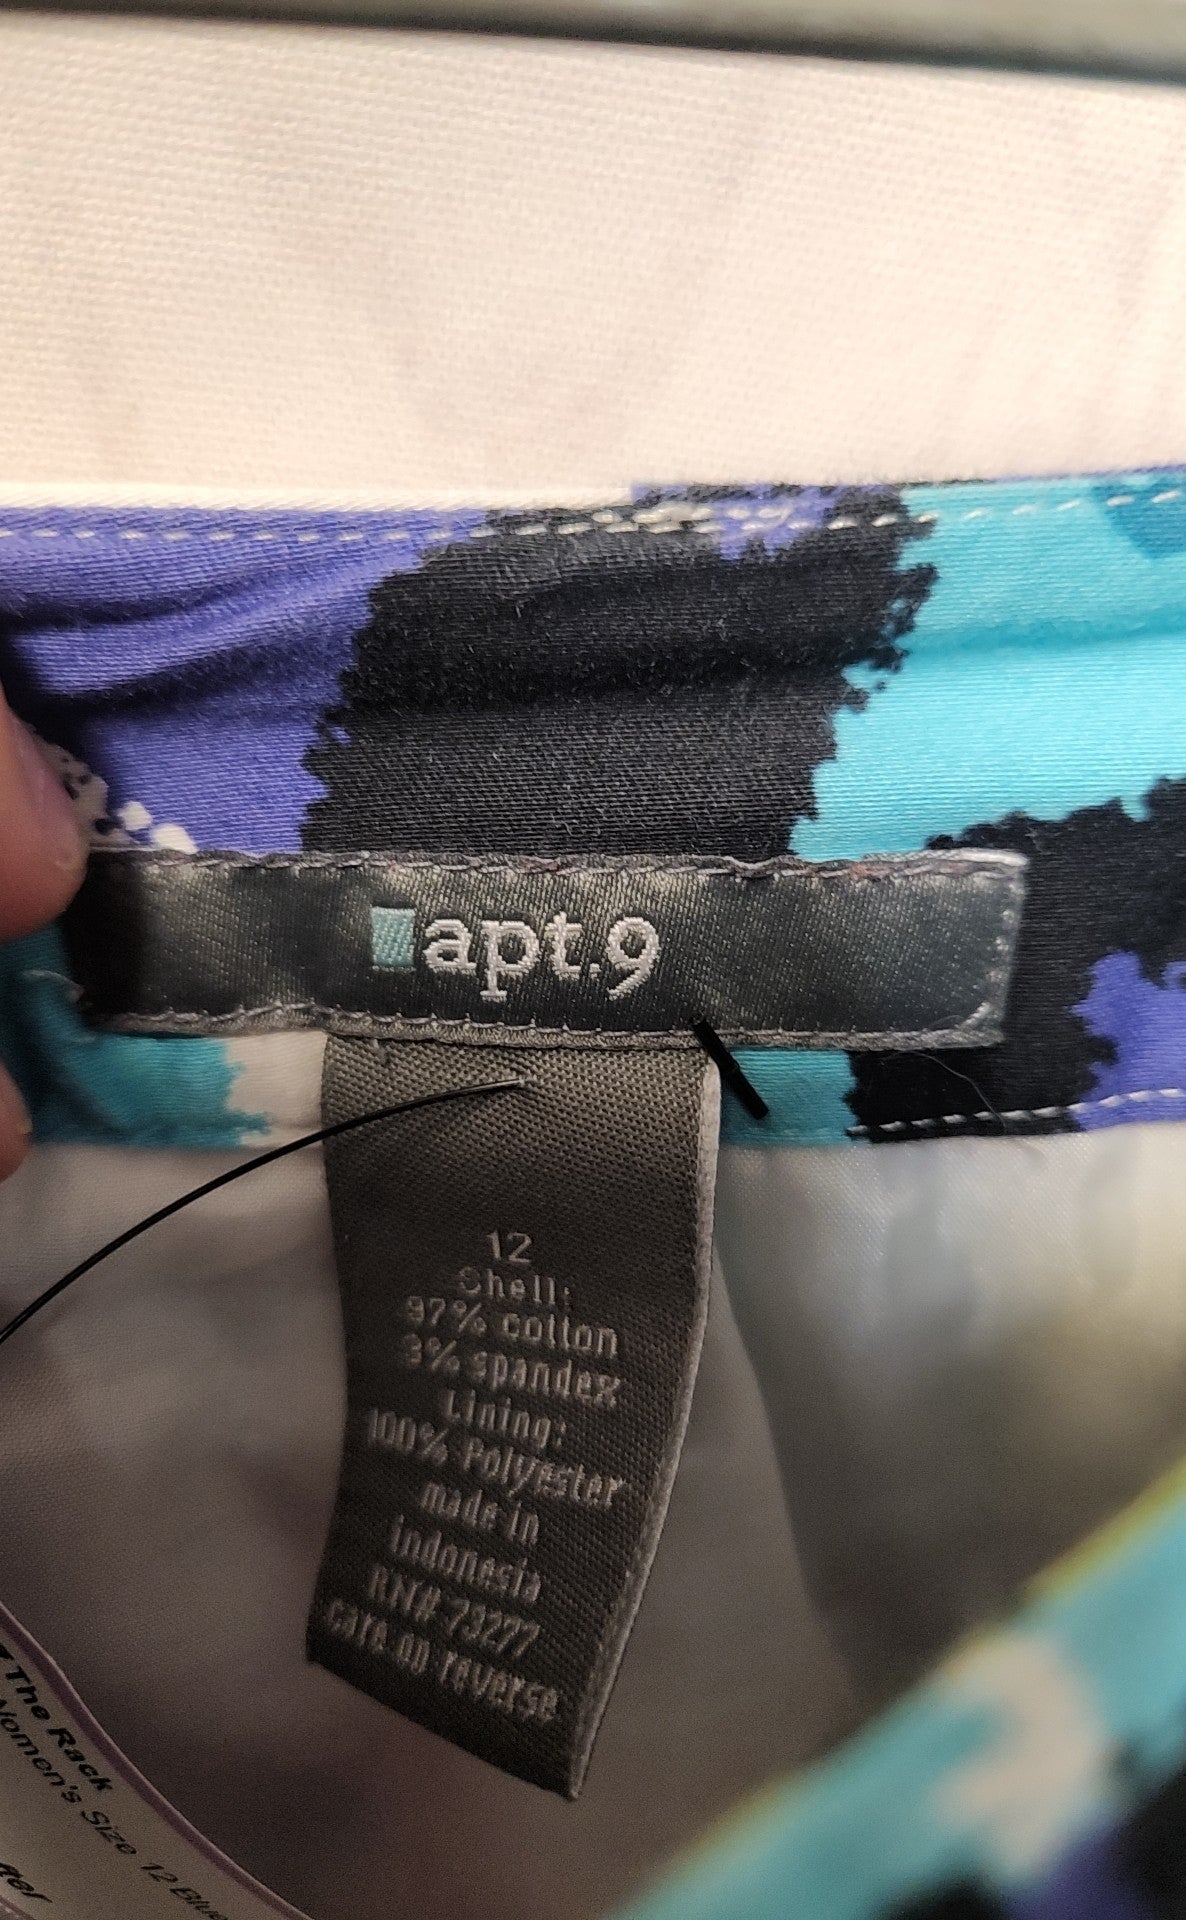 apt.9
12
Shell:
97% cotton
3% spandex
Lining:
100% Polyester
made in
indonesia
RN# 73277
care on reverse
The Rack
Women's Size 12 Blue